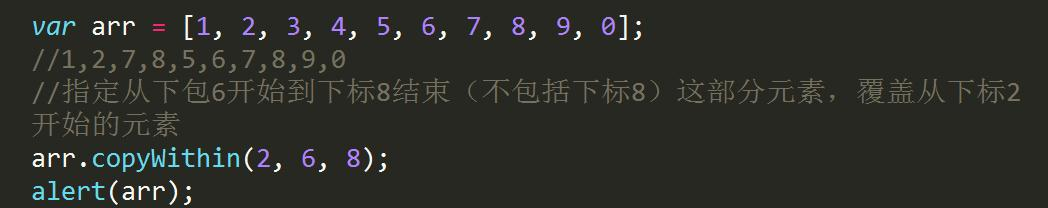 var arr = [1, 2, 3, 4, 5, 6, 7, 8, 9, 0];
//1,2,7,8,5,6,7,8,9,0
//指定从下包6开始到下标8结束（不包括下标8）这部分元素，覆盖从下标2
开始的元素
arr.copyWithin(2, 6, 8);
alert(arr);